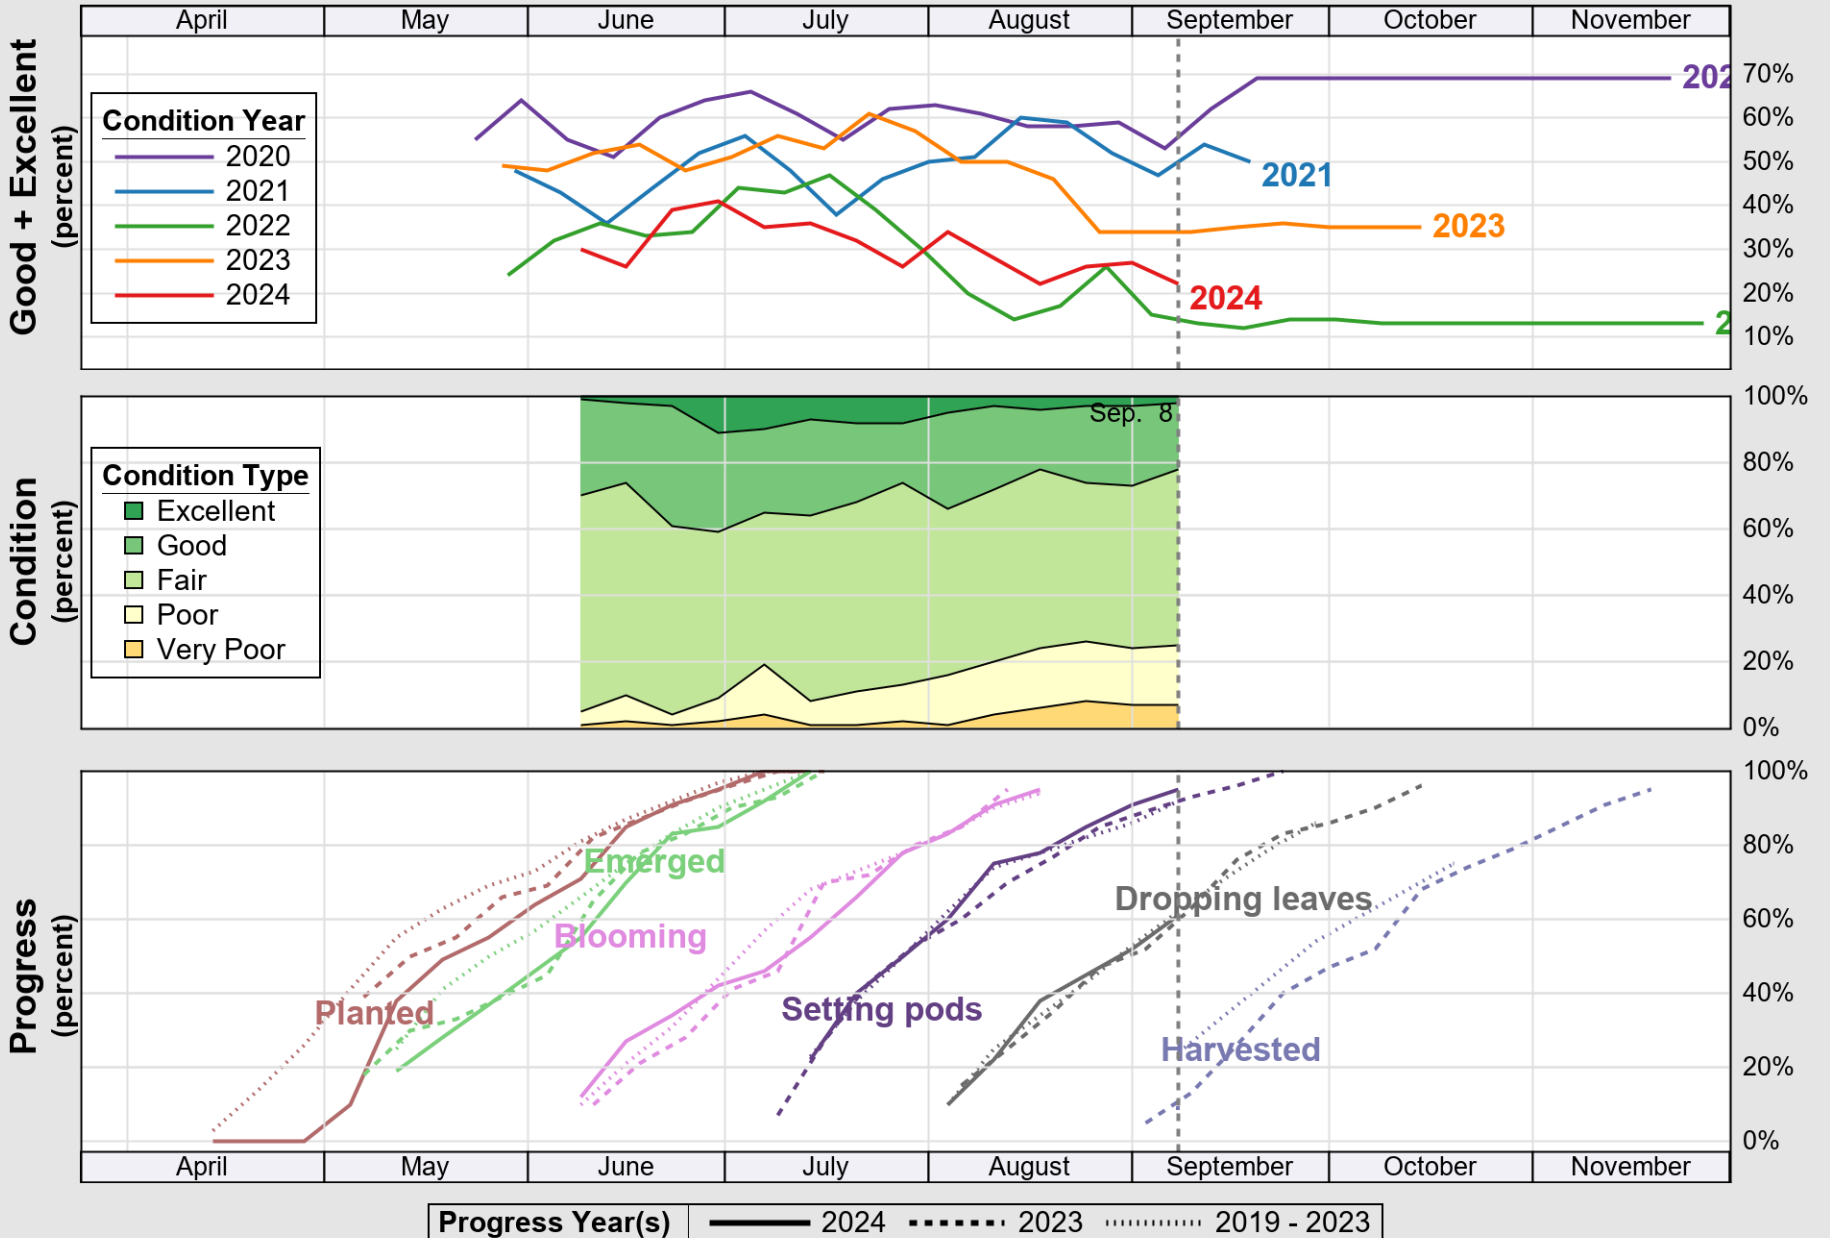 April May June July August September October November
Good + Excellent
(percent)
70%
60%
50%
40%
30%
20%
10%
Condition Year
2020
2021
2022
2023
2024
202
2021
2023
2024
2
Condition
(percent)
100%
80%
60%
40%
20%
0%
Sep. 8
Condition Type
Excellent
Good
Fair
Poor
Very Poor
Progress
(percent)
100%
80%
60%
40%
20%
0%
Emerged
Dropping leaves
Blooming
Planted
Setting pods
Harvested
April May June July August September October November
Progress Year(s) 2024 2023 2019 - 2023